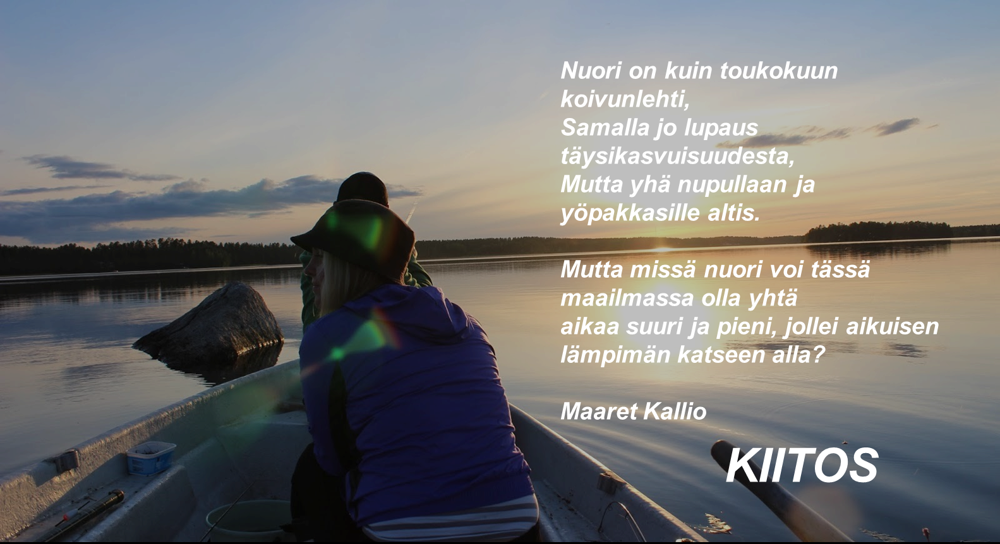 Nuori on kuin toukokuun
koivunlehti,
Samalla jo lupaus
täysikasvuisuudesta,
Mutta yhä nupullaan ja
yöpakkasille altis.
Mutta missä nuori voi tässä
maailmassa olla yhtä
aikaa suuri ja pieni, jollei aikuisen
lämpimän katseen alla?
Maaret Kallio
KIITOS